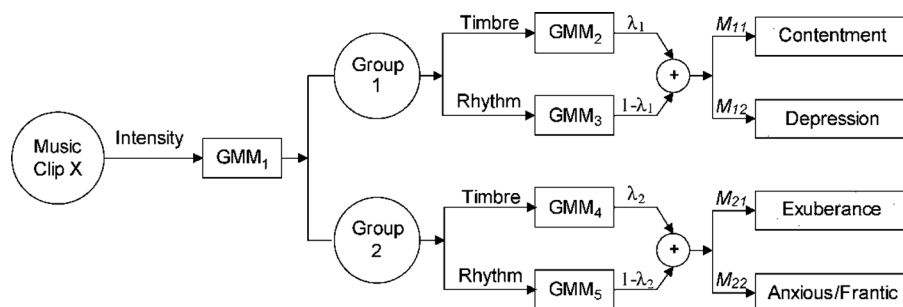 Music
Clip X
Intensity
GMM₁
Group
1
Timbre
GMM₂
λ₁
Rhythm
GMM₃
1-λ₁
+
M₁₁
Contentment
M₁₂
Depression
Group
2
Timbre
GMM₄
λ₂
Rhythm
GMM₅
1-λ₂
+
M₂₁
Exuberance
M₂₂
Anxious/Frantic